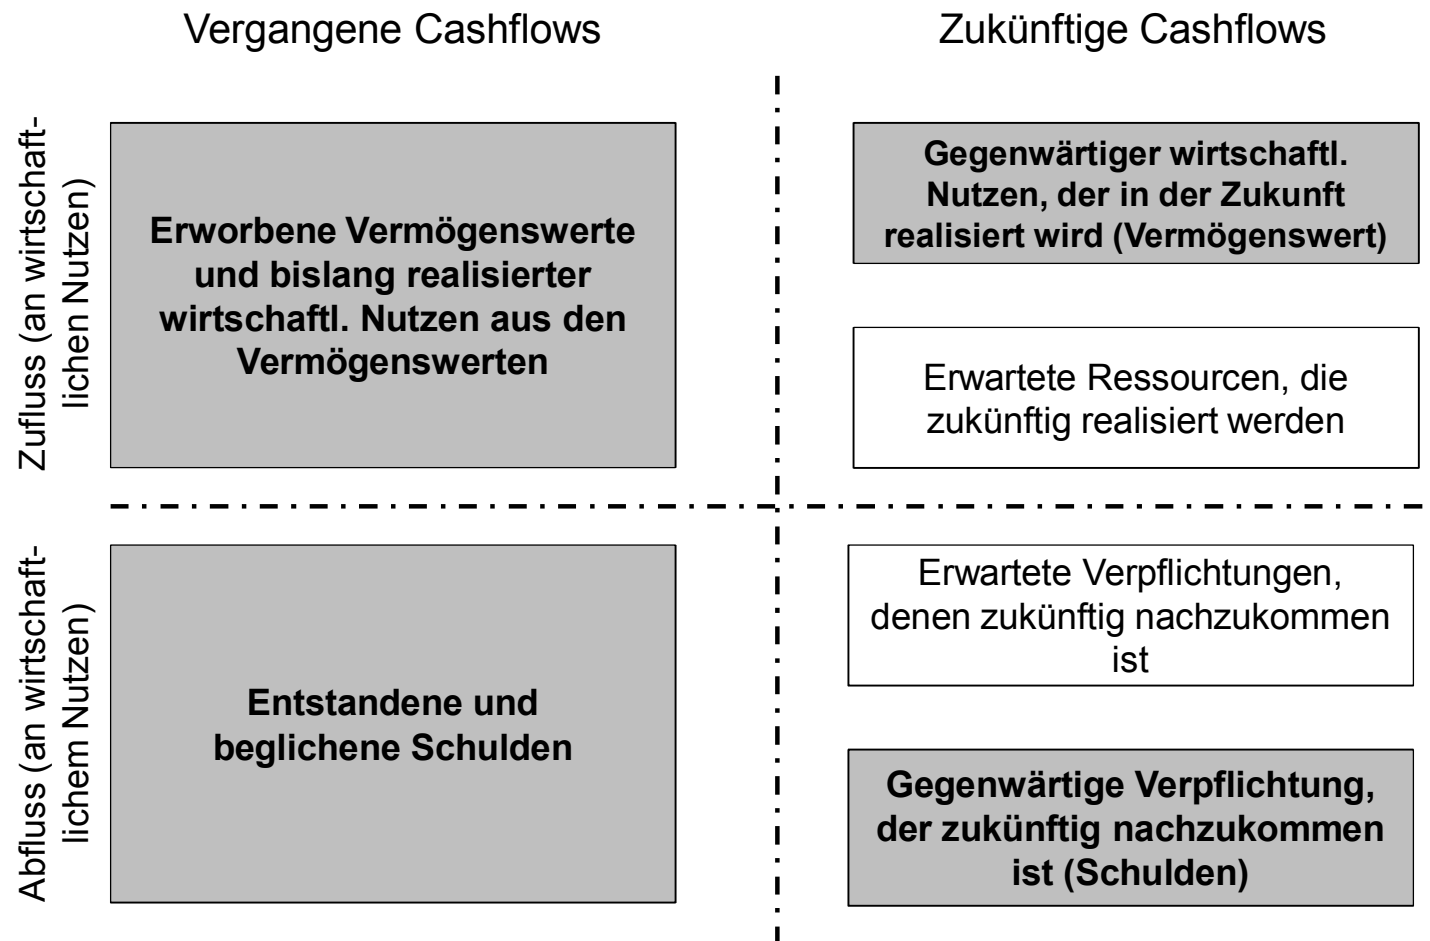 Vergangene Cashflows
Zukünftige Cashflows
Zufluss (an wirtschaft-
lichen Nutzen)
Erworbene Vermögenswerte
und bislang realisierter
wirtschaftl. Nutzen aus den
Vermögenswerten
Gegenwärtiger wirtschaftl.
Nutzen, der in der Zukunft
realisiert wird (Vermögenswert)
Erwartete Ressourcen, die
zukünftig realisiert werden
Abfluss (an wirtschaft-
lichem Nutzen)
Entstandene und
beglichene Schulden
Erwartete Verpflichtungen,
denen zukünftig nachzukommen
ist
Gegenwärtige Verpflichtung,
der zukünftig nachzukommen
ist (Schulden)